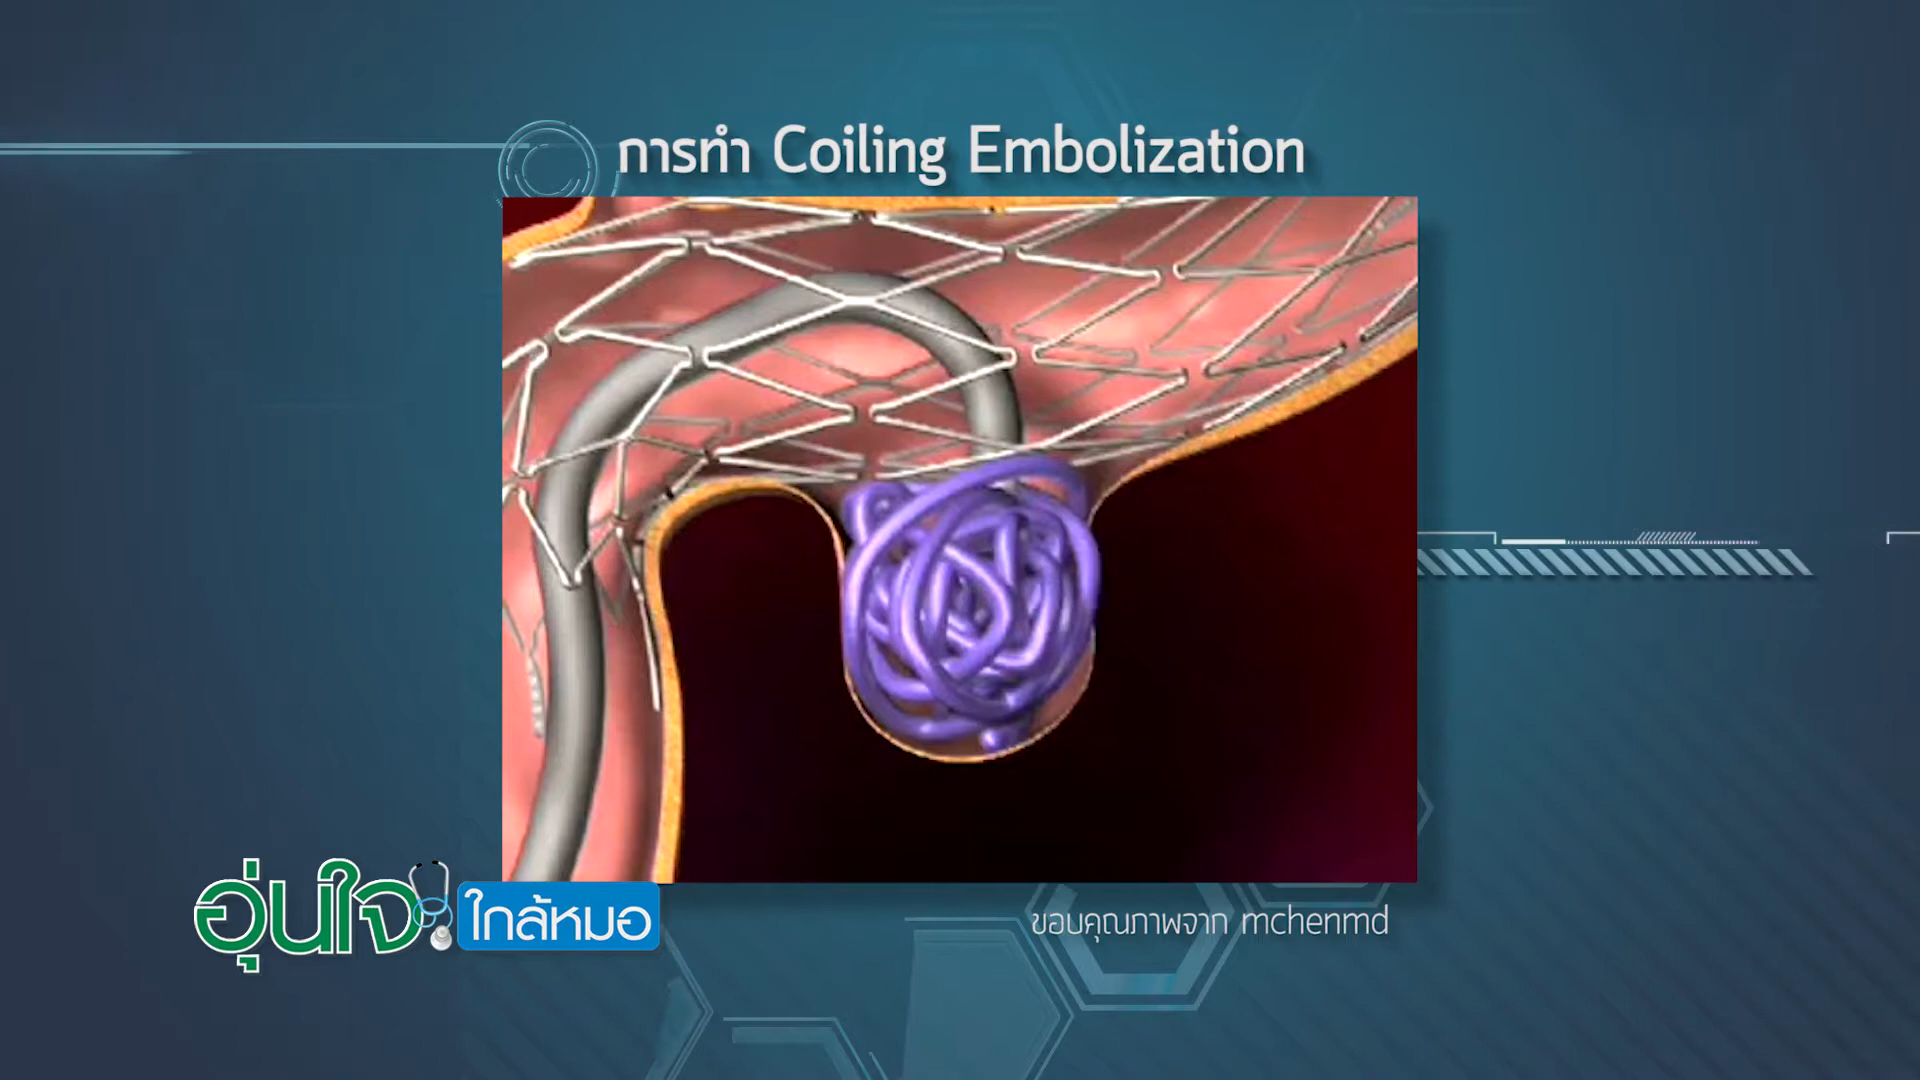 การทำ Coiling Embolization
อุ่นใจ ใกล้หมอ
ขอบคุณภาพจาก mchenmd